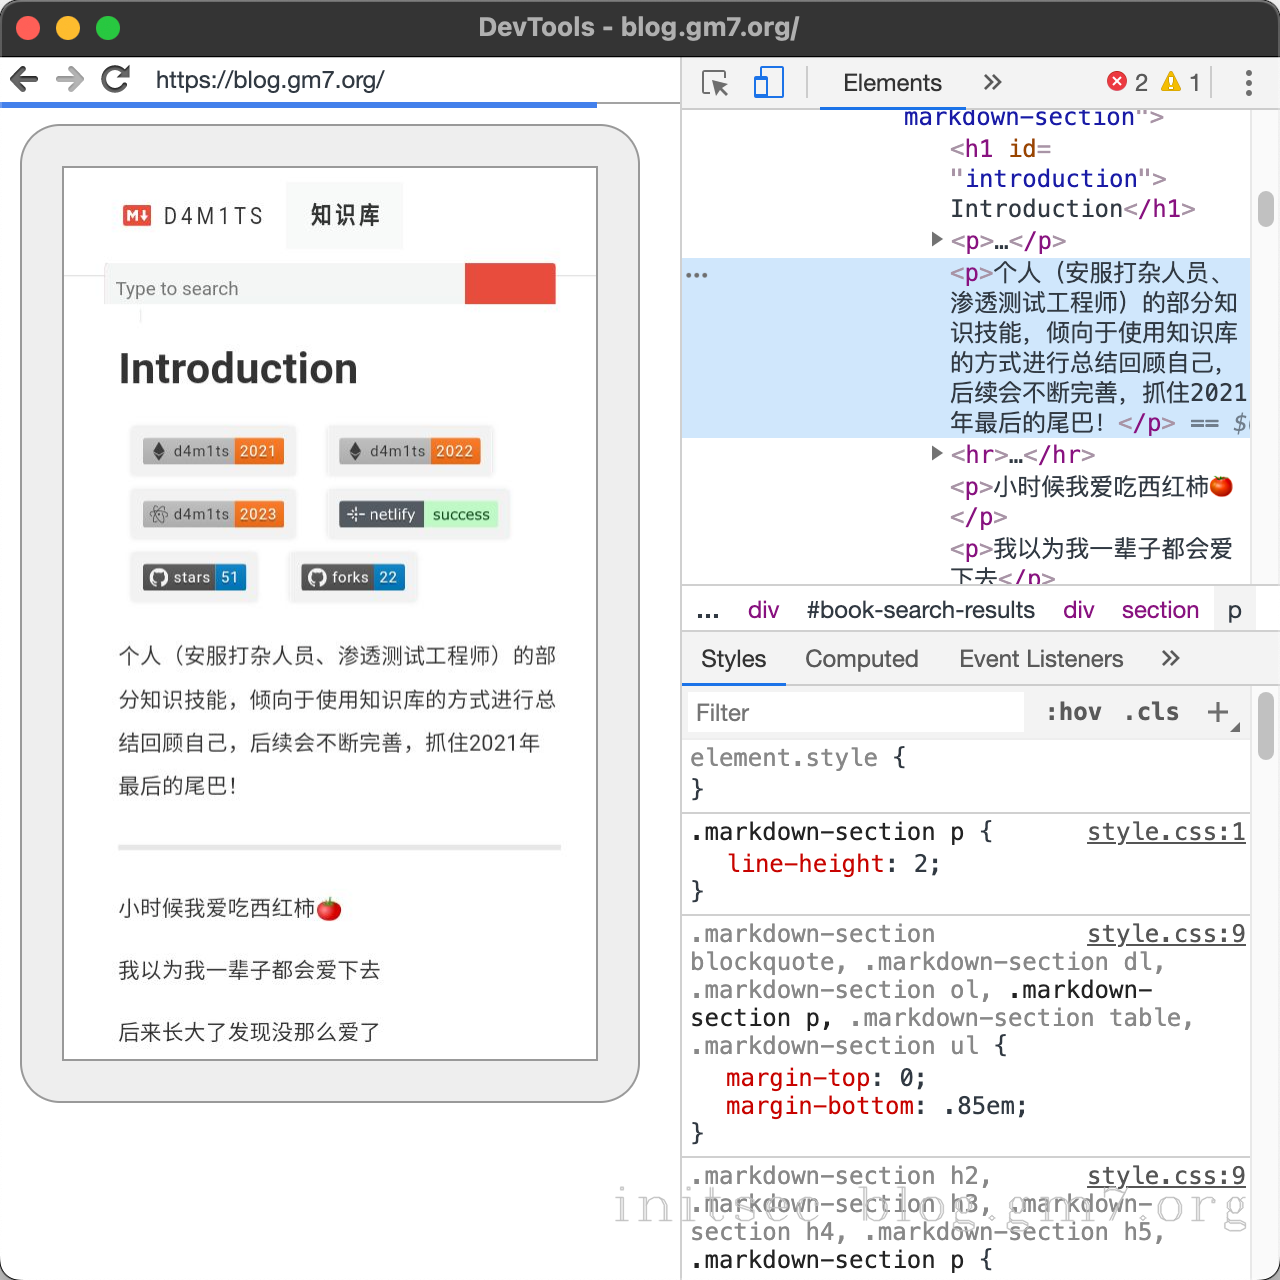 DevTools - blog.gm7.org/
https://blog.gm7.org/
D4M1TS 知识库
Type to search
Introduction
d4m1ts 2021 d4m1ts 2022
d4m1ts 2023 netlify success
stars 51 forks 22
个人（安服打杂人员、渗透测试工程师）的部
分知识技能，倾向于使用知识库的方式进行总
结回顾自己，后续会不断完善，抓住2021年
最后的尾巴！
小时候我爱吃西红柿🍅
我以为我一辈子都会爱下去
后来长大了发现没那么爱了
Elements » 2 1
markdown-section">
<h1 id=
"introduction">
Introduction</h1>
<p>…</p>
<p>个人（安服打杂人员、
渗透测试工程师）的部分知
识技能，倾向于使用知识库
的方式进行总结回顾自己，
后续会不断完善，抓住2021
年最后的尾巴！</p> == $
<hr>…</hr>
<p>小时候我爱吃西红柿🍅
</p>
<p>我以为我一辈子都会爱
下去</p>
... div #book-search-results div section p
Styles Computed Event Listeners »
Filter :hov .cls +
element.style {
}
.markdown-section p { style.css:1
line-height: 2;
}
.markdown-section style.css:9
blockquote, .markdown-section dl,
.markdown-section ol, .markdown-
section p, .markdown-section table,
.markdown-section ul {
margin-top: 0;
margin-bottom: .85em;
}
.markdown-section h2, style.css:9
.markdown-section h3, .markdown-
section h4, .markdown-section h5,
.markdown-section p {
initsec blog.gm7.org